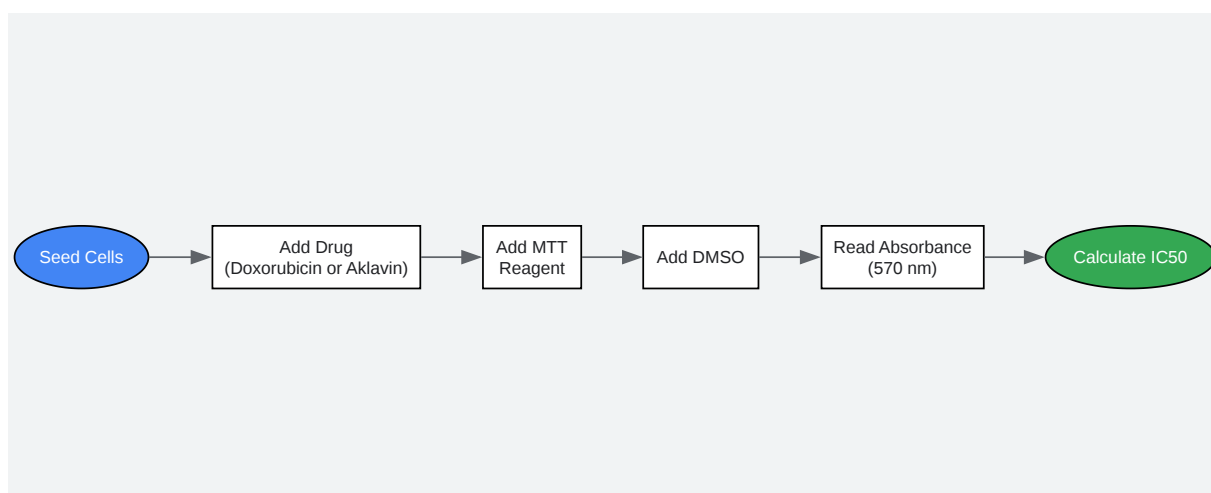 Seed Cells
Add Drug
(Doxorubicin or Aklavin)
Add MTT
Reagent
Add DMSO
Read Absorbance
(570 nm)
Calculate IC50